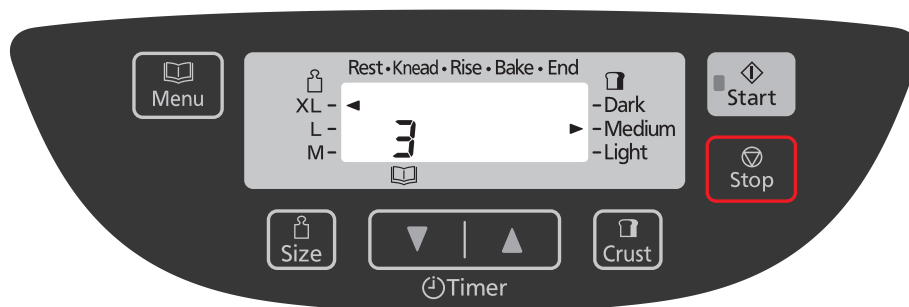 Menu
Rest • Knead • Rise • Bake • End
XL
L
M
3
Dark
Medium
Light
Start
Stop
Size
Timer
Crust